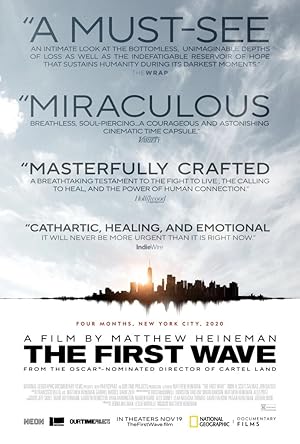 "A MUST-SEE
AN INTIMATE LOOK AT THE BOTTOMLESS, UNIMAGINABLE DEPTHS
OF LOSS AS WELL AS THE INDEFATIGABLE RESERVOIR OF HOPE
THAT SUSTAINS HUMANITY DURING ITS DARKEST MOMENTS."
THEWRAP
"MIRACULOUS
BREATHLESS, SOUL-PIERCING...A COURAGEOUS AND ASTONISHING
CINEMATIC TIME CAPSULE."
VARIETY
"MASTERFULLY CRAFTED
A BREATHTAKING TESTAMENT TO THE FIGHT TO LIVE, THE CALLING
TO HEAL, AND THE POWER OF HUMAN CONNECTION."
Hollywood
"CATHARTIC, HEALING, AND EMOTIONAL
IT WILL NEVER BE MORE URGENT THAN IT IS RIGHT NOW."
IndieWire
FOUR MONTHS, NEW YORK CITY, 2020
A FILM BY MATTHEW HEINEMAN
THE FIRST WAVE
FROM THE OSCAR®-NOMINATED DIRECTOR OF CARTEL LAND
NEON
OURTIMEPROJECTS
IN THEATERS NOV 19
TheFirstWave.film
NATIONAL GEOGRAPHIC
DOCUMENTARY
FILMS